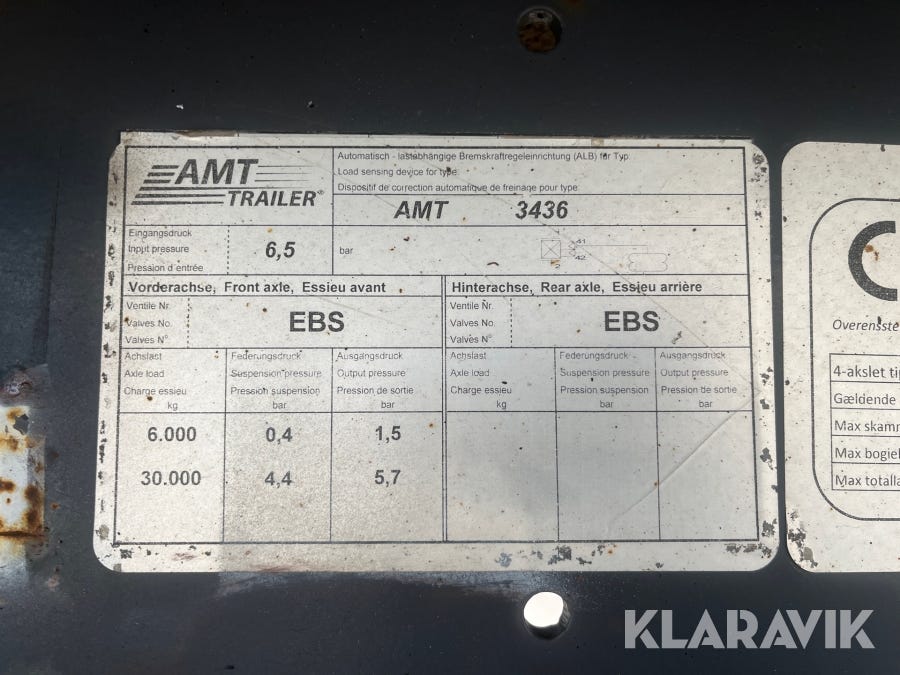 AMT
TRAILER®
Automatisch - lastabhängige Bremskraftregeleinrichtung (ALB) für Typ:
Load sensing device for type:
Dispositif de correction automatique de freinage pour type:
AMT 3436
Eingangsdruck
Input pressure
Pression d'entrée
6,5
bar
41
42
Vorderachse, Front axle, Essieu avant
Hinterachse, Rear axle, Essieu arrière
Ventile Nr.
Valves No.
Valves N°
EBS
Ventile Nr.
Valves No.
Valves N°
EBS
Achslast
Axle load
Charge essieu
kg
Federungsdruck
Suspension pressure
Pression suspension
bar
Ausgangsdruck
Output pressure
Pression de sortie
bar
Achslast
Axle load
Charge essieu
kg
Federungsdruck
Suspension pressure
Pression suspension
bar
Ausgangsdruck
Output pressure
Pression de sortie
bar
6.000 0,4 1,5
30.000 4,4 5,7
4-akslet
Gældende
Max
Max
Max
KLARAVIK